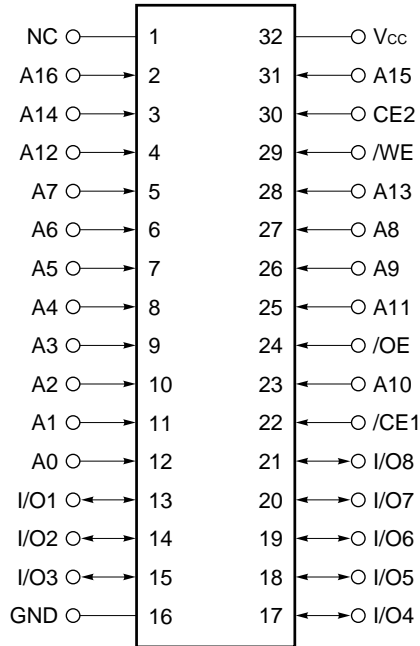 NC 1 32 Vcc
A16 2 31 A15
A14 3 30 CE2
A12 4 29 /WE
A7 5 28 A13
A6 6 27 A8
A5 7 26 A9
A4 8 25 A11
A3 9 24 /OE
A2 10 23 A10
A1 11 22 /CE1
A0 12 21 I/O8
I/O1 13 20 I/O7
I/O2 14 19 I/O6
I/O3 15 18 I/O5
GND 16 17 I/O4